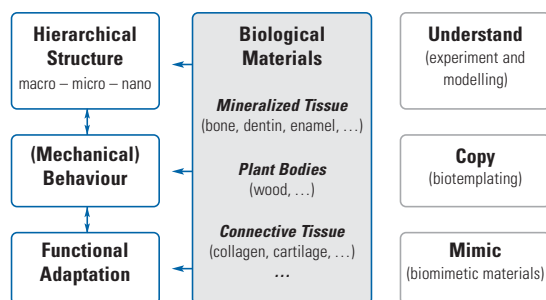 Hierarchical
Structure
macro – micro – nano
(Mechanical)
Behaviour
Functional
Adaptation
Biological
Materials
Mineralized Tissue
(bone, dentin, enamel, …)
Plant Bodies
(wood, …)
Connective Tissue
(collagen, cartilage, …)
…
Understand
(experiment and
modelling)
Copy
(biotemplating)
Mimic
(biomimetic materials)